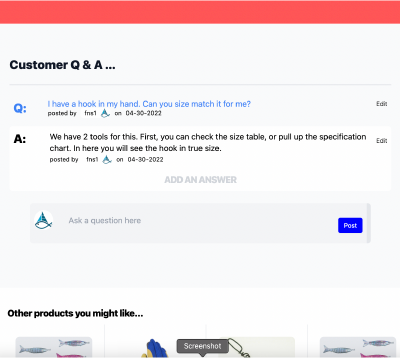 Customer Q & A ...
Q: I have a hook in my hand. Can you size match it for me? Edit
posted by fns1 on 04-30-2022
A: We have 2 tools for this. First, you can check the size table, or pull up the specification Edit
chart. In here you will see the hook in true size.
posted by fns1 on 04-30-2022
ADD AN ANSWER
Ask a question here
Post
Other products you might like...
Screenshot